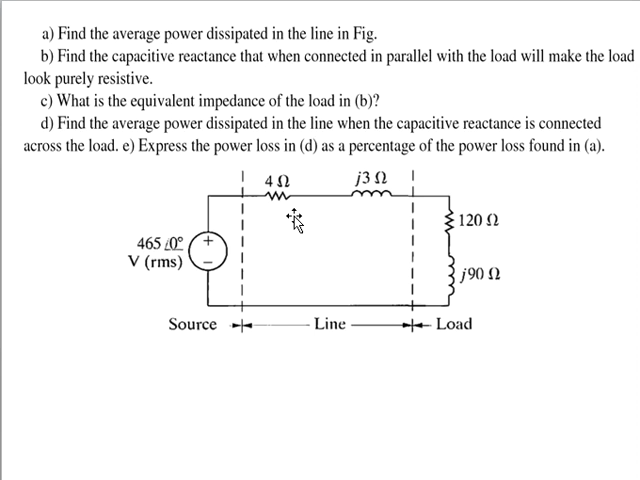 a) Find the average power dissipated in the line in Fig.
b) Find the capacitive reactance that when connected in parallel with the load will make the load
look purely resistive.
c) What is the equivalent impedance of the load in (b)?
d) Find the average power dissipated in the line when the capacitive reactance is connected
across the load. e) Express the power loss in (d) as a percentage of the power loss found in (a).
4 Ω j3 Ω
120 Ω
465 /0°
V (rms)
+
−
j90 Ω
Source Line Load